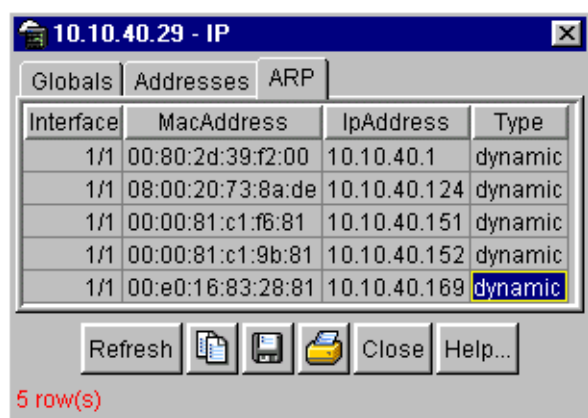 10.10.40.29 - IP
Globals Addresses ARP
Interface MacAddress IpAddress Type
1/1 00:80:2d:39:f2:00 10.10.40.1 dynamic
1/1 08:00:20:73:8a:de 10.10.40.124 dynamic
1/1 00:00:81:c1:f6:81 10.10.40.151 dynamic
1/1 00:00:81:c1:9b:81 10.10.40.152 dynamic
1/1 00:e0:16:83:28:81 10.10.40.169 dynamic
Refresh Close Help...
5 row(s)